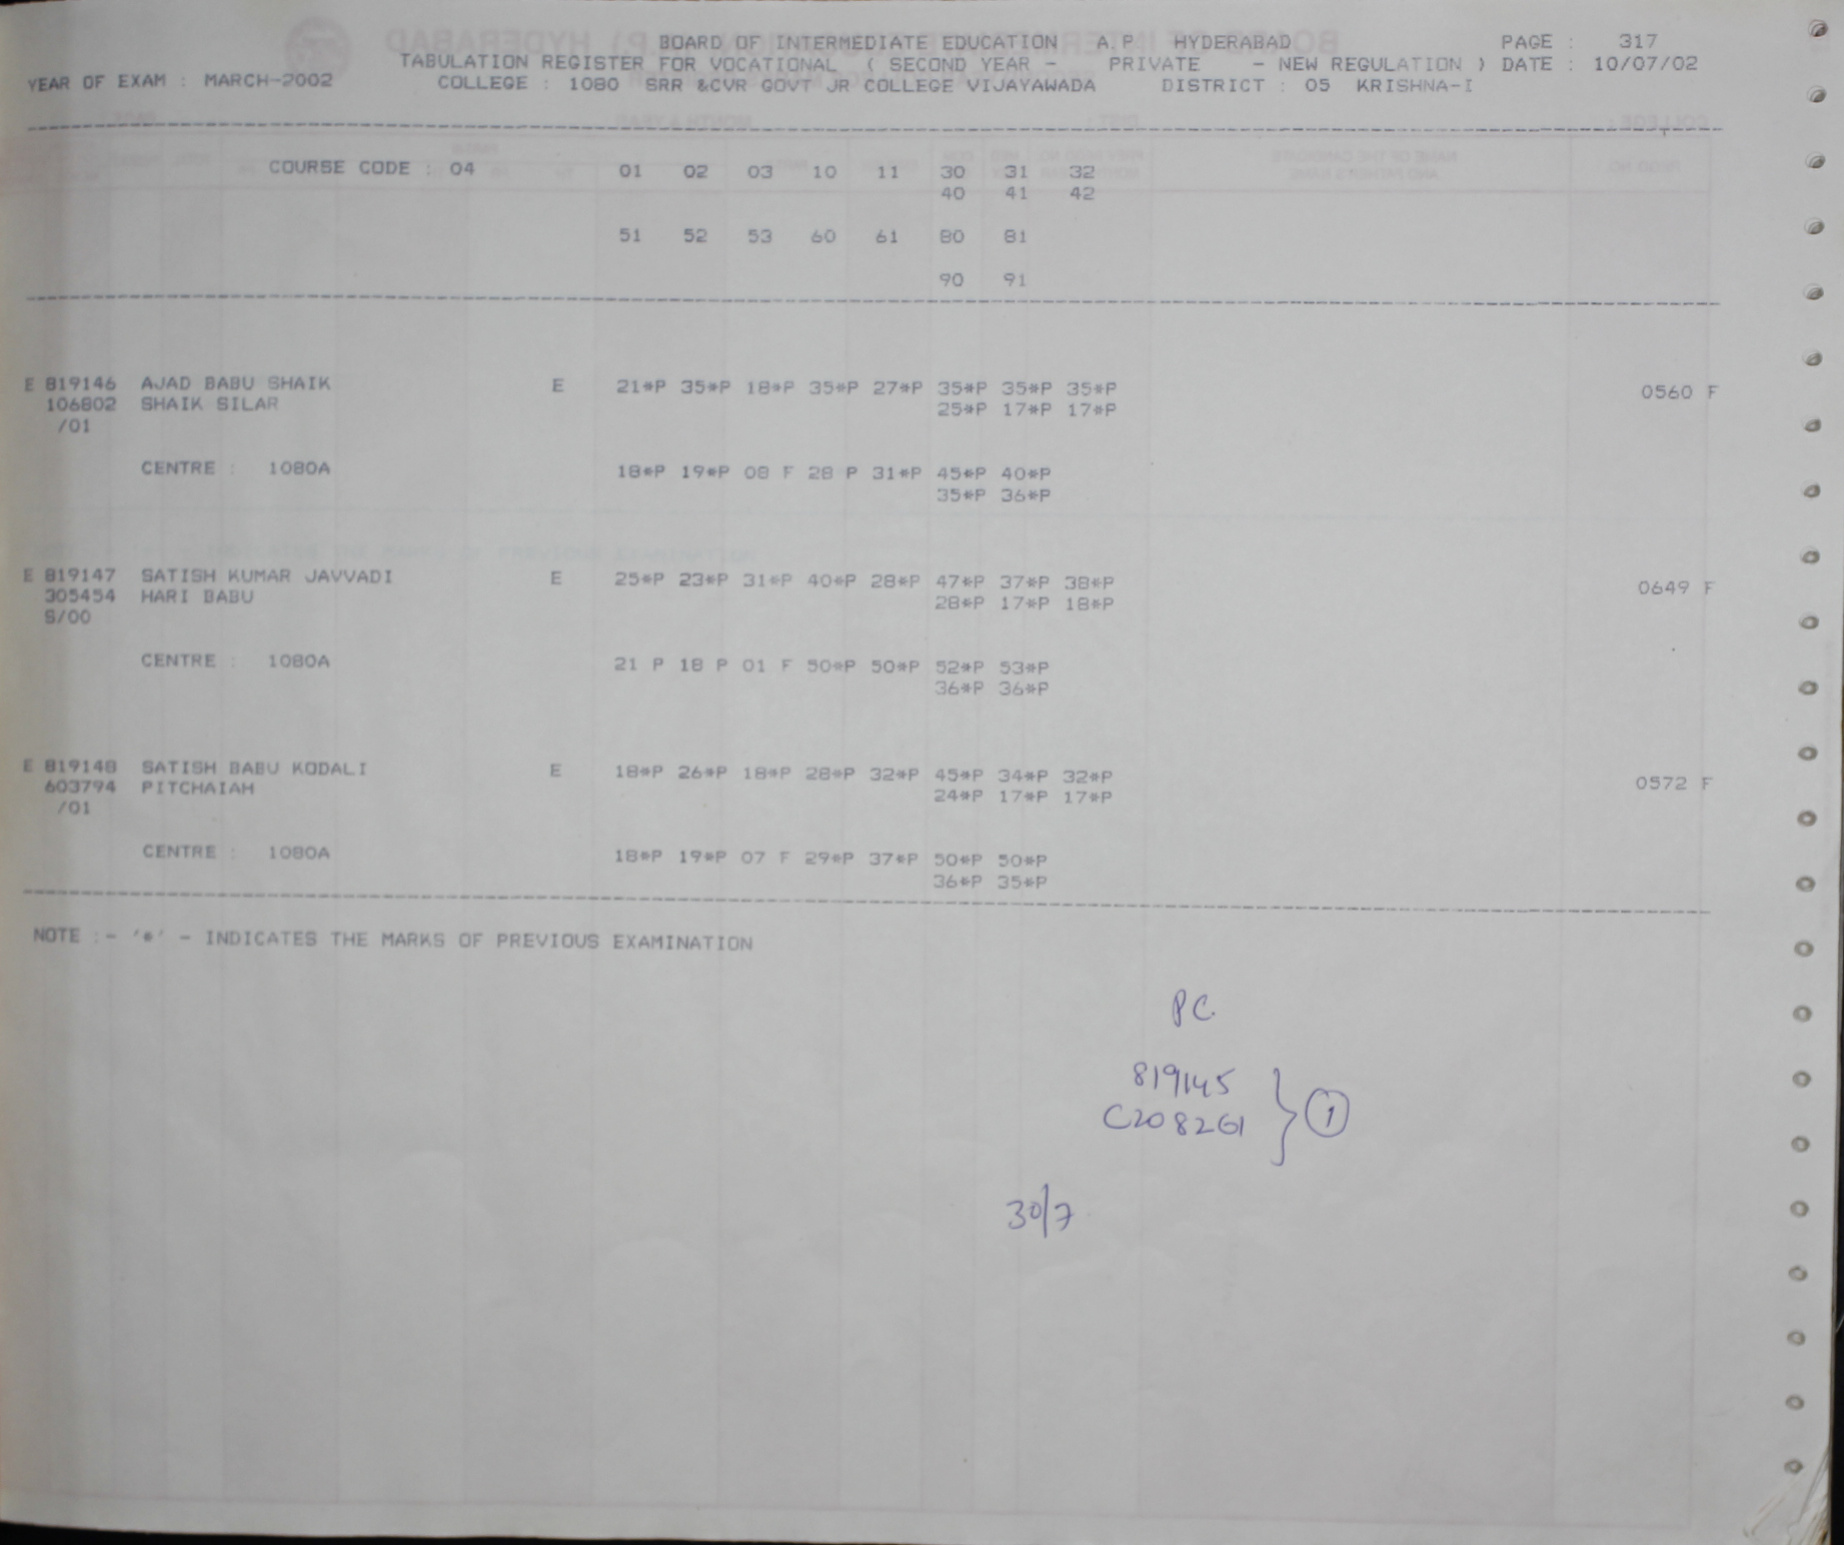 BOARD OF INTERMEDIATE EDUCATION A.P HYDERABAD PAGE : 317
TABULATION REGISTER FOR VOCATIONAL ( SECOND YEAR - PRIVATE - NEW REGULATION ) DATE : 10/07/02
YEAR OF EXAM : MARCH-2002 COLLEGE : 1080 SRR &CVR GOVT JR COLLEGE VIJAYAWADA DISTRICT : 05 KRISHNA-I
COURSE CODE : 04 01 02 03 10 11 30 31 32
40 41 42
51 52 53 60 61 80 81
90 91
E 819146 AJAD BABU SHAIK E 21*P 35*P 18*P 35*P 27*P 35*P 35*P 35*P 0560 F
106802 SHAIK SILAR 25*P 17*P 17*P
/01
CENTRE : 1080A 18*P 19*P 08 F 28 P 31*P 45*P 40*P
35*P 36*P
E 819147 SATISH KUMAR JAVVADI E 25*P 23*P 31*P 40*P 28*P 47*P 37*P 38*P 0649 F
305454 HARI BABU 28*P 17*P 18*P
S/00
CENTRE : 1080A 21 P 18 P 01 F 50*P 50*P 52*P 53*P
36*P 36*P
E 819148 SATISH BABU KODALI E 18*P 26*P 18*P 28*P 32*P 45*P 34*P 32*P 0572 F
603794 PITCHAIAH 24*P 17*P 17*P
/01
CENTRE : 1080A 18*P 19*P 07 F 29*P 37*P 50*P 50*P
36*P 35*P
NOTE :- '*' - INDICATES THE MARKS OF PREVIOUS EXAMINATION
PC.
819145
C208261 } 1
30/7